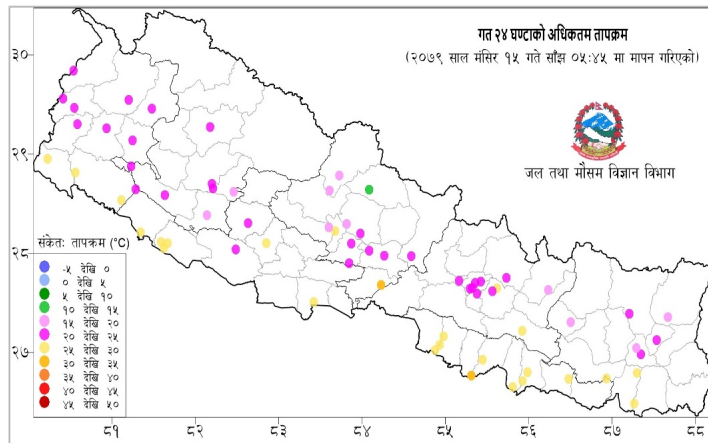 गत २४ घण्टाको अधिकतम तापक्रम
(२०७९ साल मंसिर १५ गते साँझ ०५:४५ मा मापन गरिएको)
जल तथा मौसम विज्ञान विभाग
३०
२९
२८
२७
संकेतः तापक्रम (°C)
-५ देखि ०
० देखि ५
५ देखि १०
१० देखि १५
१५ देखि २०
२० देखि २५
२५ देखि ३०
३० देखि ३५
३५ देखि ४०
४० देखि ४५
४५ देखि ५०
८१ ८२ ८३ ८४ ८५ ८६ ८७ ८८